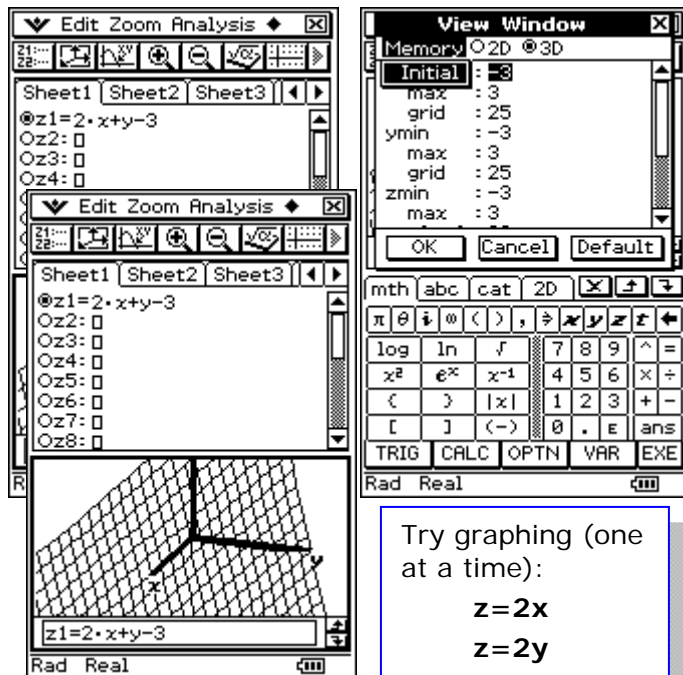 Edit Zoom Analysis
Sheet1 Sheet2 Sheet3
z1=2·x+y-3
z2:
z3:
z4:
Edit Zoom Analysis
Sheet1 Sheet2 Sheet3
z1=2·x+y-3
z2:
z3:
z4:
z5:
z6:
z7:
z8:
x
y
z1=2·x+y-3
Rad Real
View Window
Memory 2D 3D
Initial :-3
max :3
grid :25
ymin :-3
max :3
grid :25
zmin :-3
max :3
OK Cancel Default
mth abc cat 2D
π θ i ∞ ( ) , ⇒ x y z t
log ln √ 7 8 9 ^ =
x² eˣ x⁻¹ 4 5 6 × ÷
( ) |x| 1 2 3 + -
[ ] (-) 0 . E ans
TRIG CALC OPTN VAR EXE
Rad Real
Try graphing (one
at a time):
z=2x
z=2y